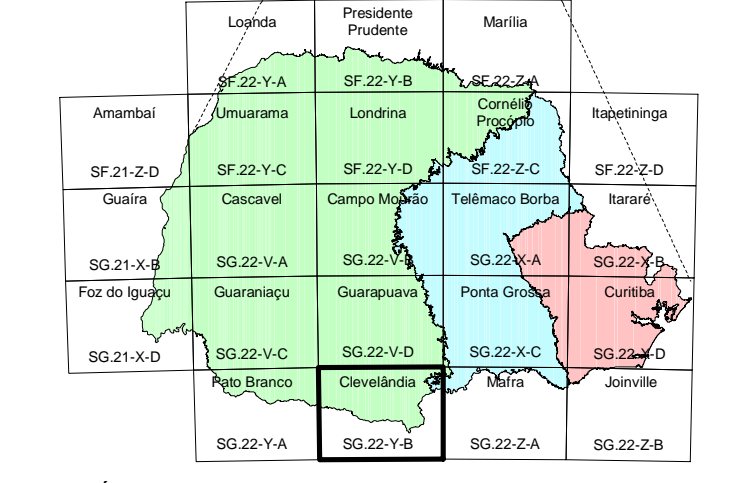 Loanda
Presidente
Prudente
Marília
SF.22-Y-A
SF.22-Y-B
SF.22-Z-A
Amambaí
Umuarama
Londrina
Cornélio
Procópio
Itapetininga
SF.21-Z-D
SF.22-Y-C
SF.22-Y-D
SF.22-Z-C
SF.22-Z-D
Guaíra
Cascavel
Campo Mourão
Telêmaco Borba
Itararé
SG.21-X-B
SG.22-V-A
SG.22-V-B
SG.22-X-A
SG.22-X-B
Foz do Iguaçu
Guaraniaçu
Guarapuava
Ponta Grossa
Curitiba
SG.21-X-D
SG.22-V-C
SG.22-V-D
SG.22-X-C
SG.22-X-D
Pato Branco
Clevelândia
Mafra
Joinville
SG.22-Y-A
SG.22-Y-B
SG.22-Z-A
SG.22-Z-B